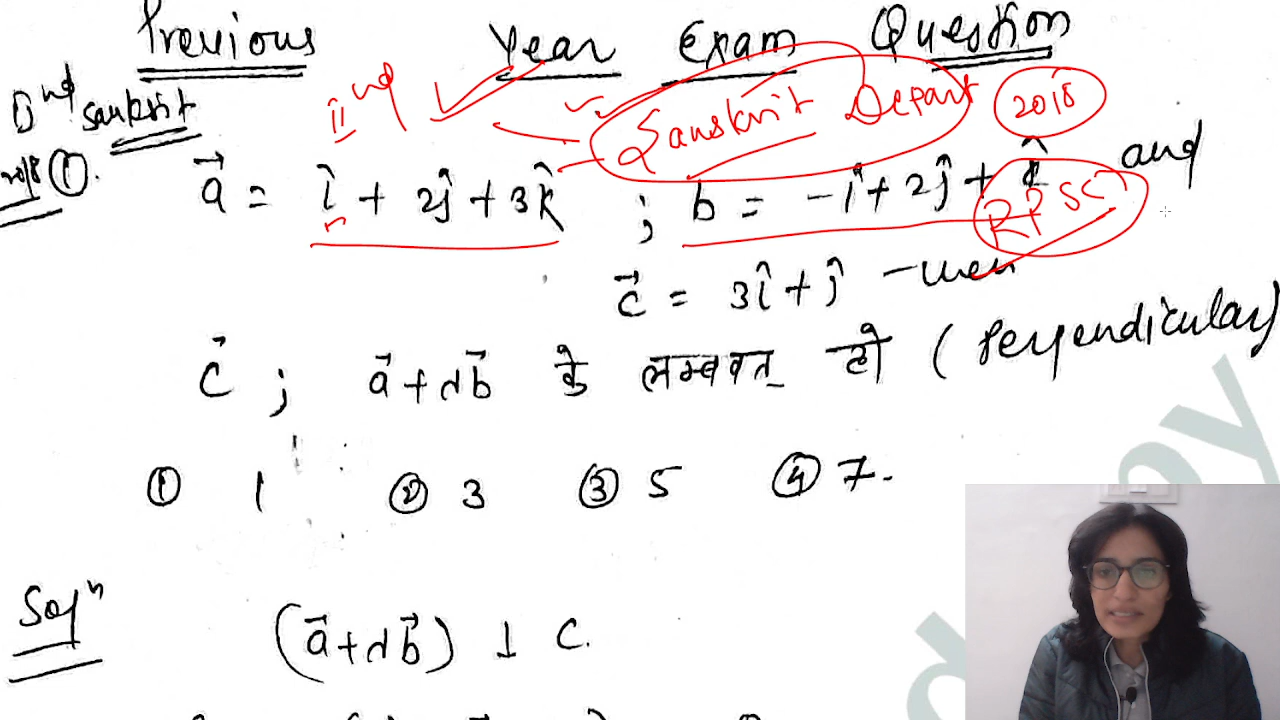 Previous Year Exam Question
IInd Sanskrit
2018
IInd Sanskrit Depart 2018
RPSC
① a⃗ = î + 2ĵ + 3k̂ ; b = -î + 2ĵ + k̂ and
c⃗ = 3î + ĵ then
c⃗ ; a⃗ + λb⃗ के लम्बवत् हो (Perpendicular)
① 1 ② 3 ③ 5 ④ 7.
Solⁿ
(a⃗ + λb⃗) ⊥ c.